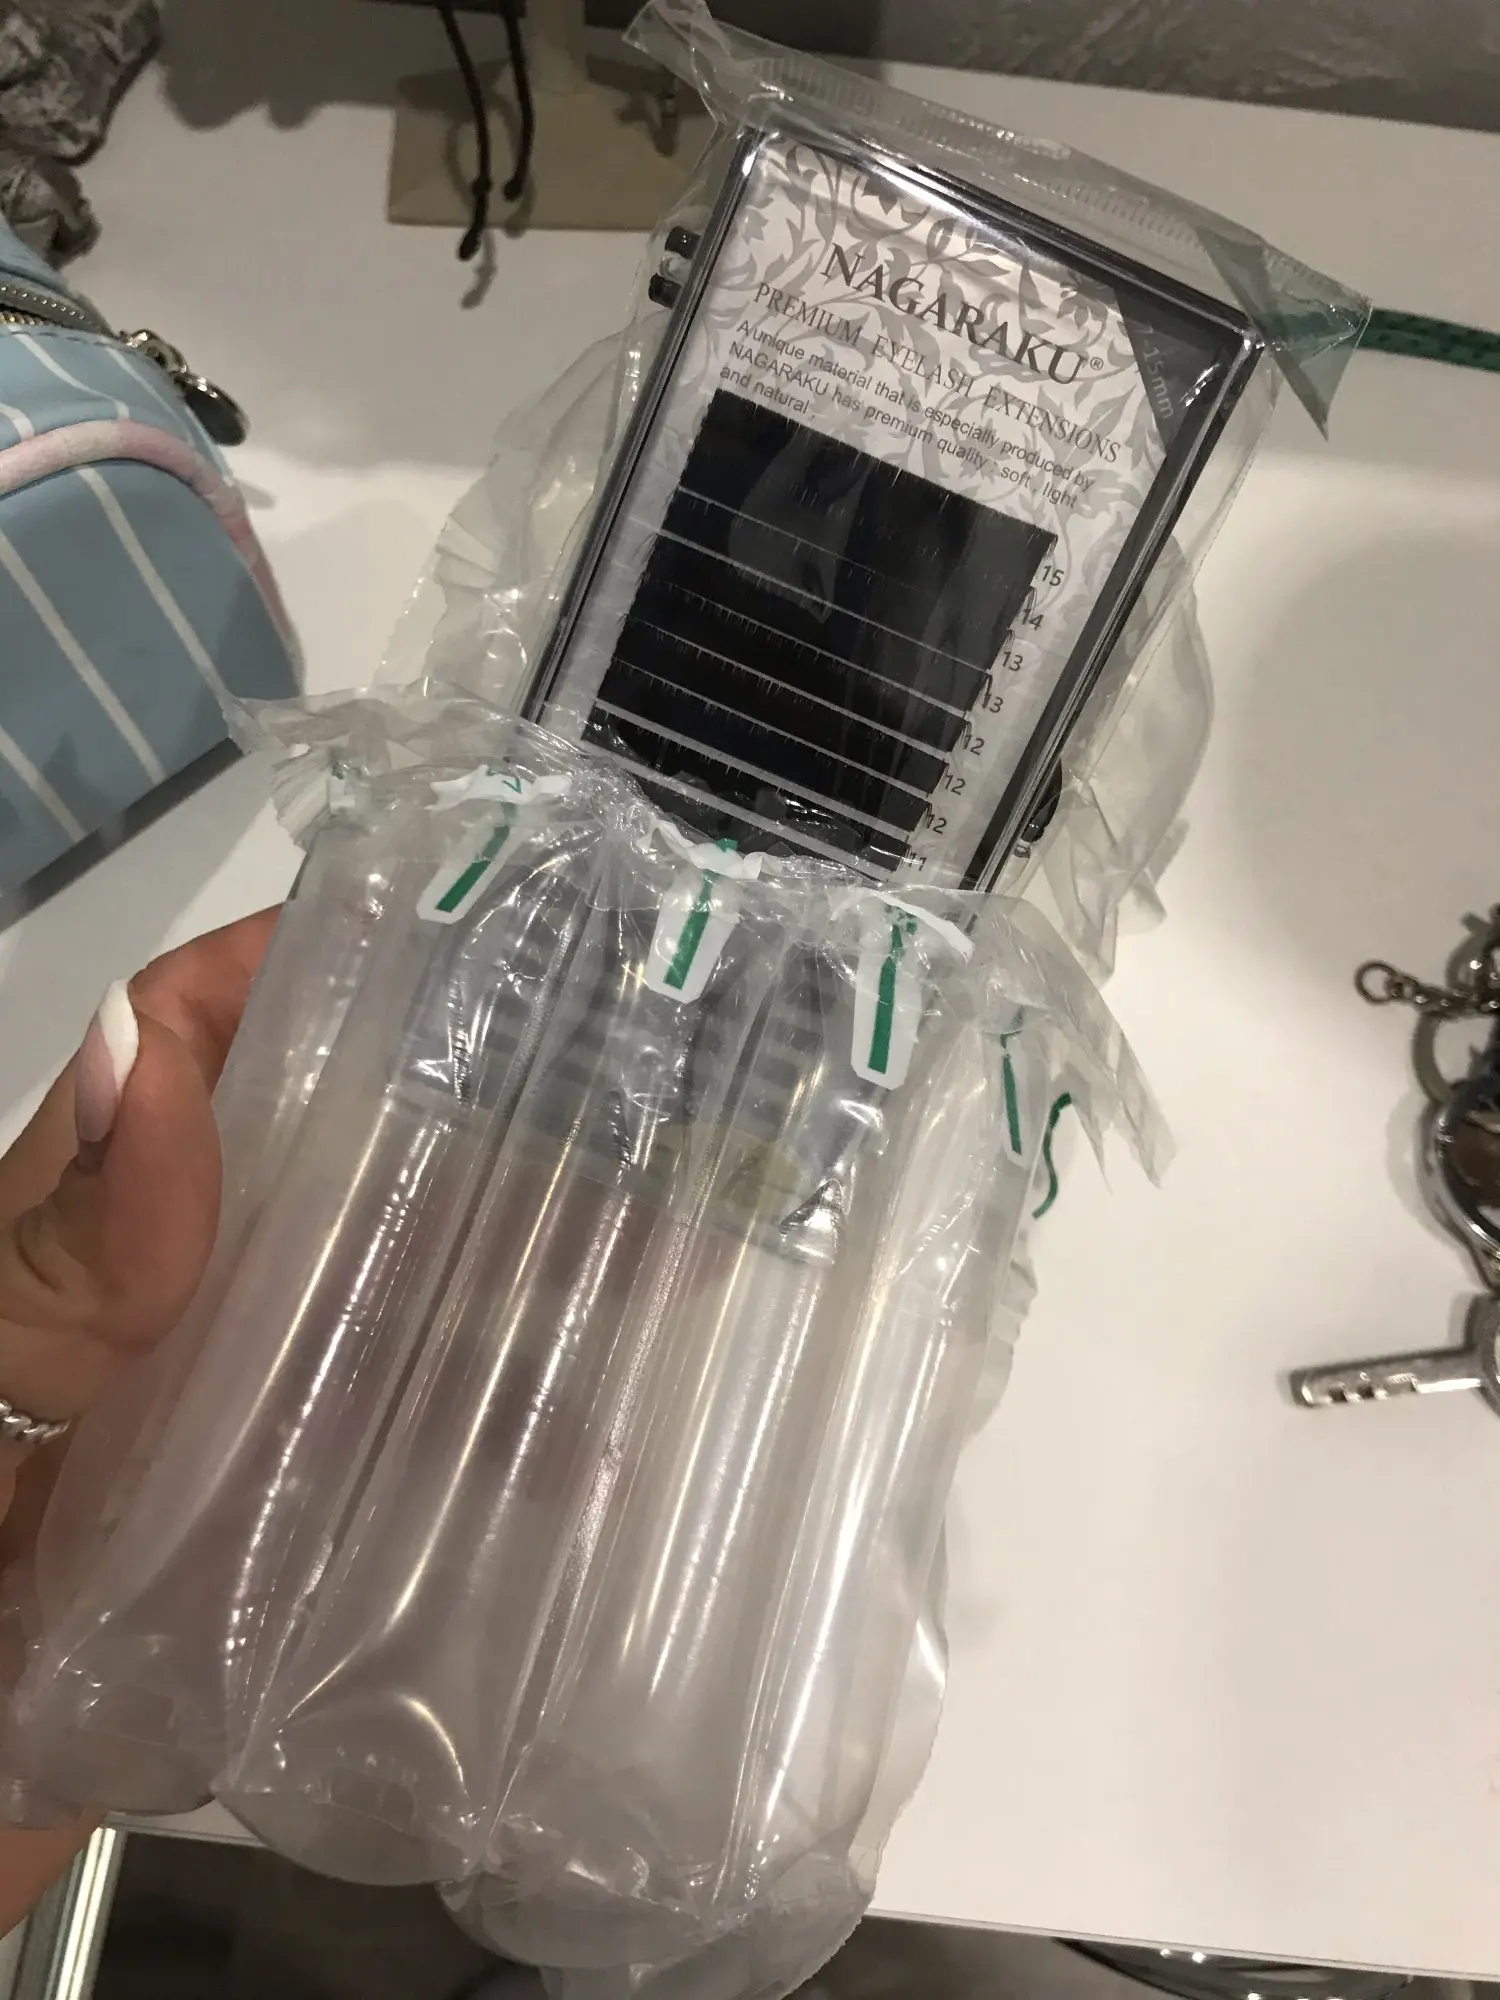 NAGARAKU®
PREMIUM EYELASH EXTENSIONS
A unique material that is especially produced by
NAGARAKU has premium quality : soft , light
and natural .
15
14
13
13
12
12
12
11